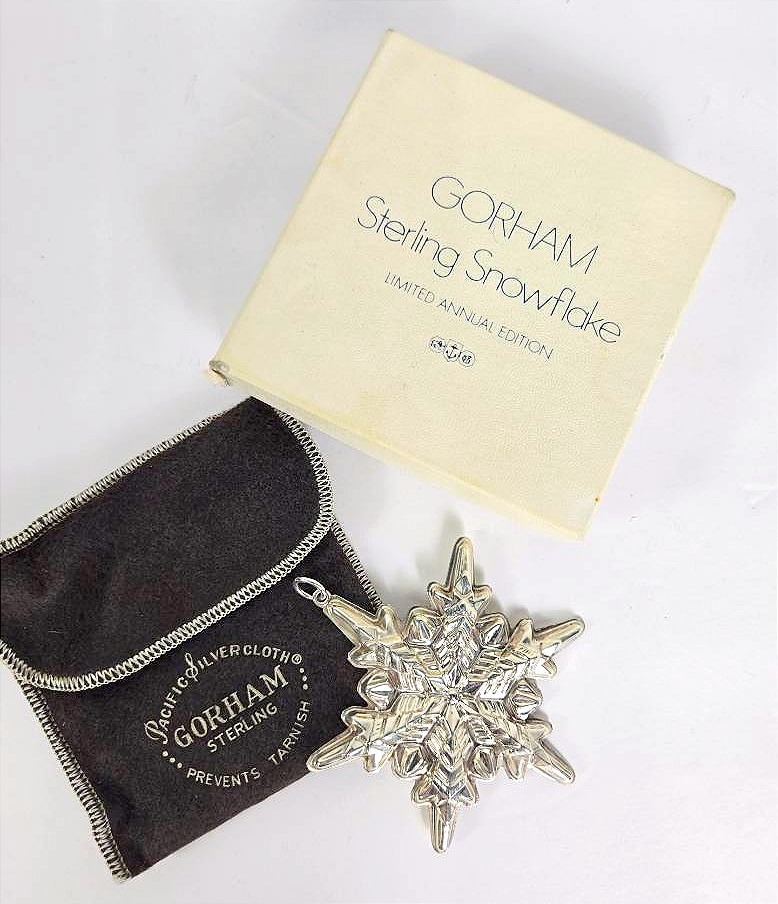 GORHAM
Sterling Snowflake
LIMITED ANNUAL EDITION
PACIFIC SILVERCLOTH®
GORHAM
STERLING
PREVENTS TARNISH